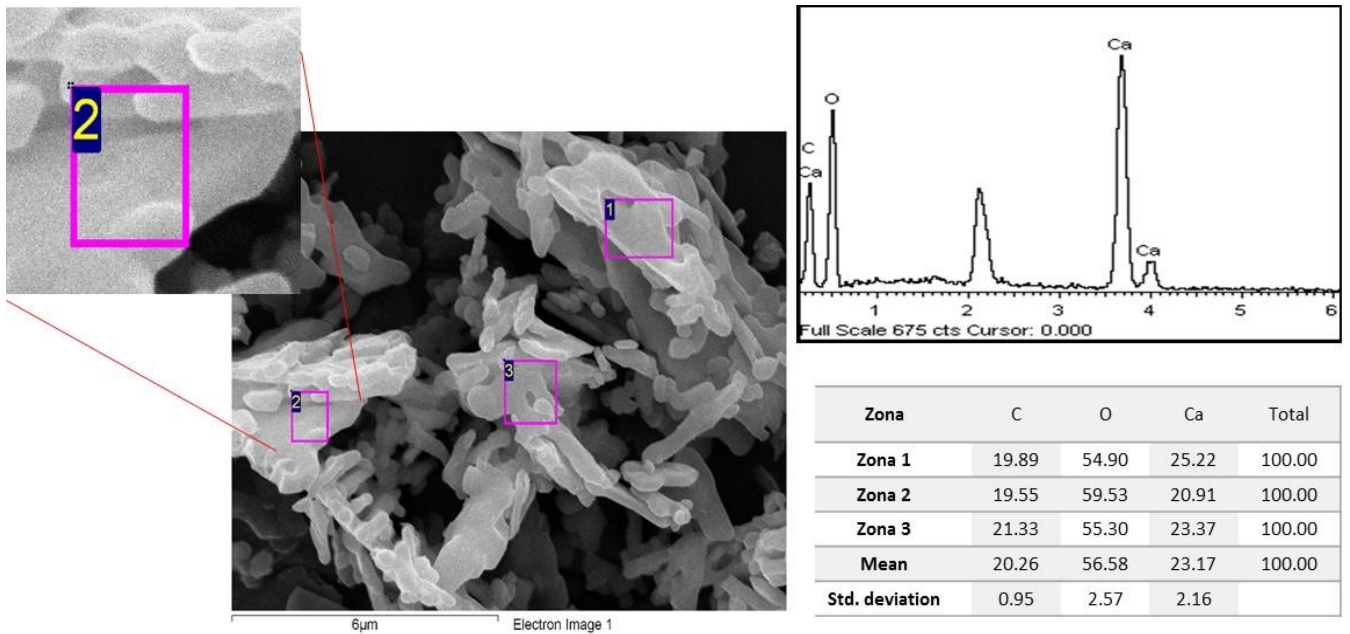 2
1
3
2
6µm
Electron Image 1
Ca
O
C
Ca
Ca
1 2 3 4 5 6
Full Scale 675 cts Cursor: 0.000
Zona C O Ca Total
Zona 1 19.89 54.90 25.22 100.00
Zona 2 19.55 59.53 20.91 100.00
Zona 3 21.33 55.30 23.37 100.00
Mean 20.26 56.58 23.17 100.00
Std. deviation 0.95 2.57 2.16